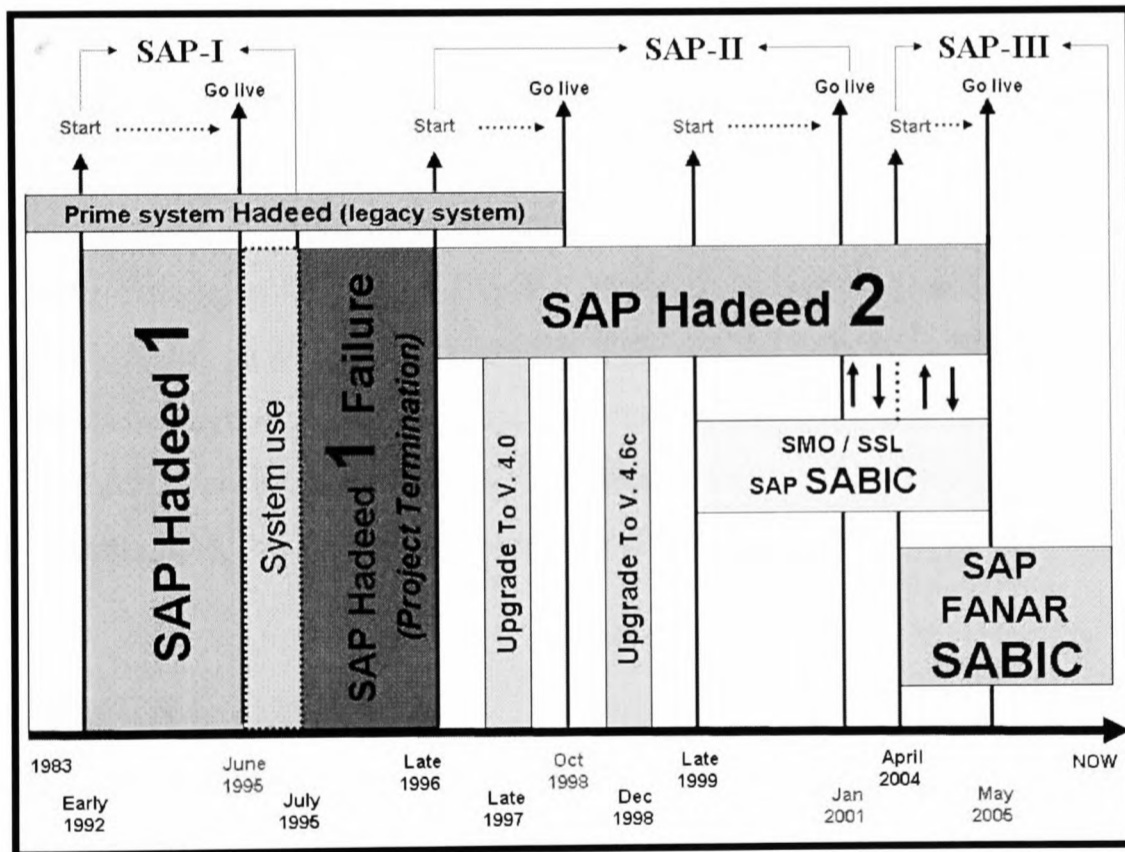 SAP-I
SAP-II
SAP-III
Go live
Go live
Go live
Go live
Start
Start
Start
Start
Prime system Hadeed (legacy system)
SAP Hadeed 1
System use
SAP Hadeed 1 Failure
(Project Termination)
SAP Hadeed 2
Upgrade To V. 4.0
Upgrade To V. 4.6c
SMO / SSL
SAP SABIC
SAP
FANAR
SABIC
1983
Early
1992
June
1995
July
1995
Late
1996
Late
1997
Oct
1998
Dec
1998
Late
1999
Jan
2001
April
2004
May
2005
NOW